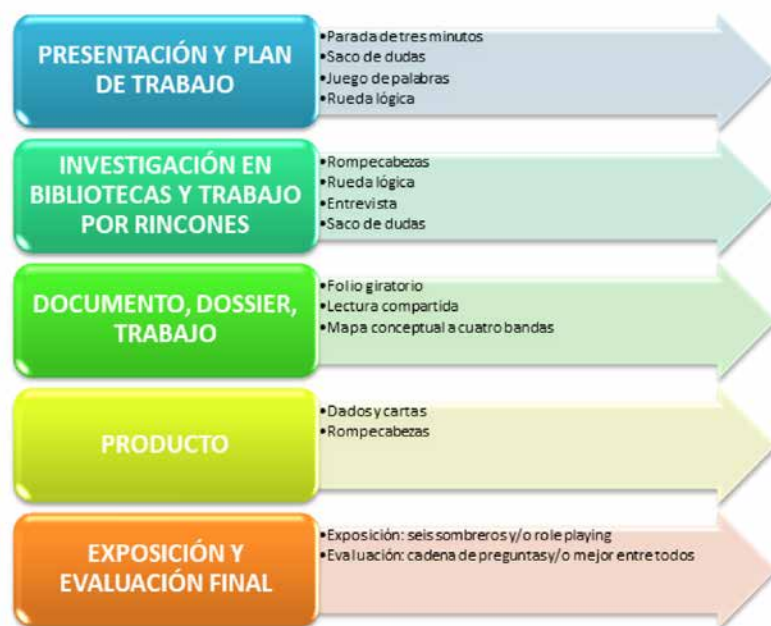 PRESENTACIÓN Y PLAN
DE TRABAJO
•Parada de tres minutos
•Saco de dudas
•Juego de palabras
•Rueda lógica
INVESTIGACIÓN EN
BIBLIOTECAS Y TRABAJO
POR RINCONES
•Rompecabezas
•Rueda lógica
•Entrevista
•Saco de dudas
DOCUMENTO, DOSSIER,
TRABAJO
•Folio giratorio
•Lectura compartida
•Mapa conceptual a cuatro bandas
PRODUCTO
•Dados y cartas
•Rompecabezas
EXPOSICIÓN Y
EVALUACIÓN FINAL
•Exposición: seis sombreros y/o role playing
•Evaluación: cadena de preguntas y/o mejor entre todos